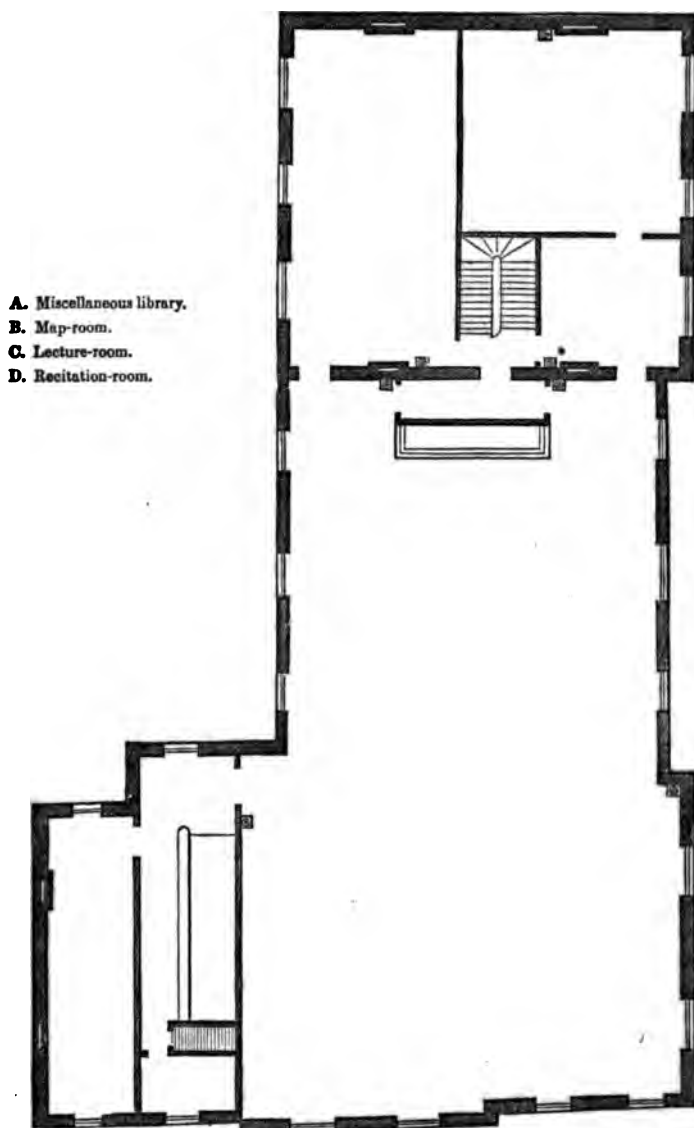 A. Miscellaneous library.
B. Map-room.
C. Lecture-room.
D. Recitation-room.